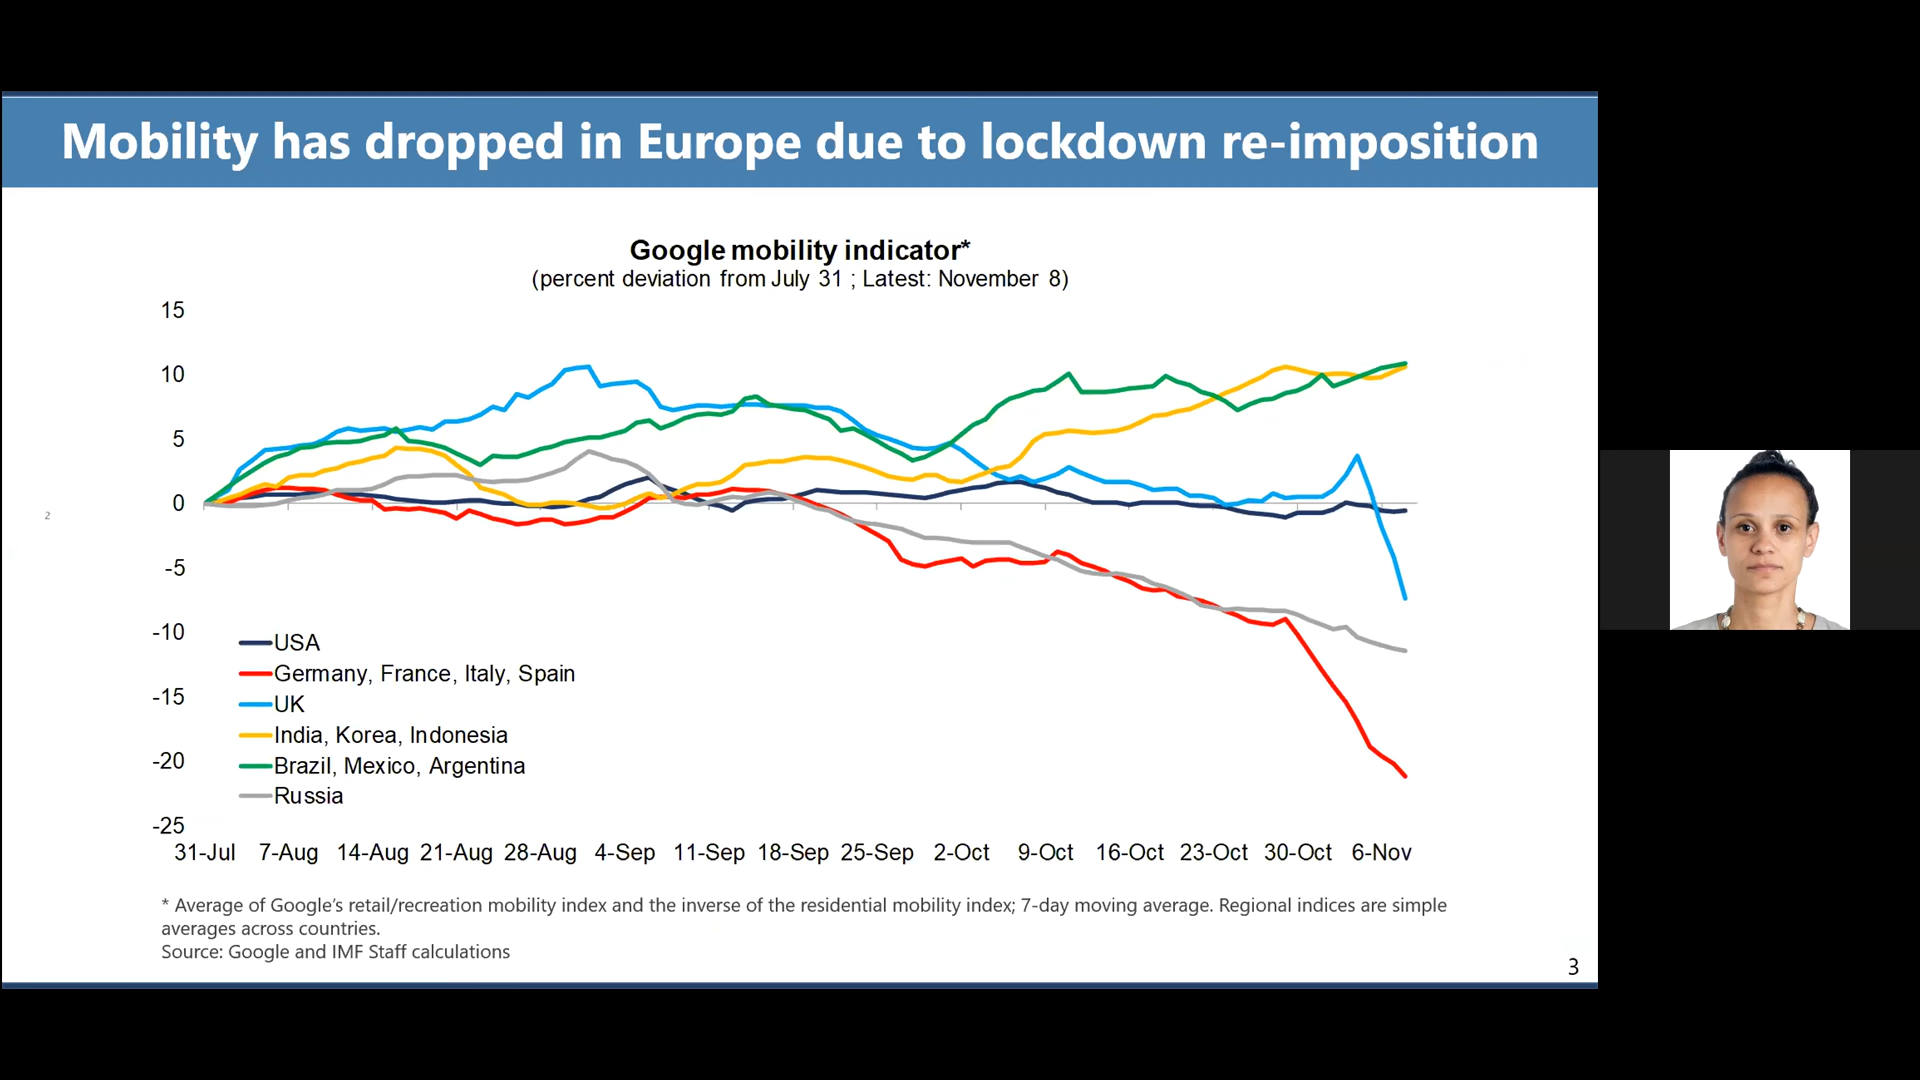 Mobility has dropped in Europe due to lockdown re-imposition
Google mobility indicator*
(percent deviation from July 31 ; Latest: November 8)
15
10
5
0
-5
-10
-15
-20
-25
2
USA
Germany, France, Italy, Spain
UK
India, Korea, Indonesia
Brazil, Mexico, Argentina
Russia
31-Jul 7-Aug 14-Aug 21-Aug 28-Aug 4-Sep 11-Sep 18-Sep 25-Sep 2-Oct 9-Oct 16-Oct 23-Oct 30-Oct 6-Nov
* Average of Google’s retail/recreation mobility index and the inverse of the residential mobility index; 7-day moving average. Regional indices are simple
averages across countries.
Source: Google and IMF Staff calculations
3